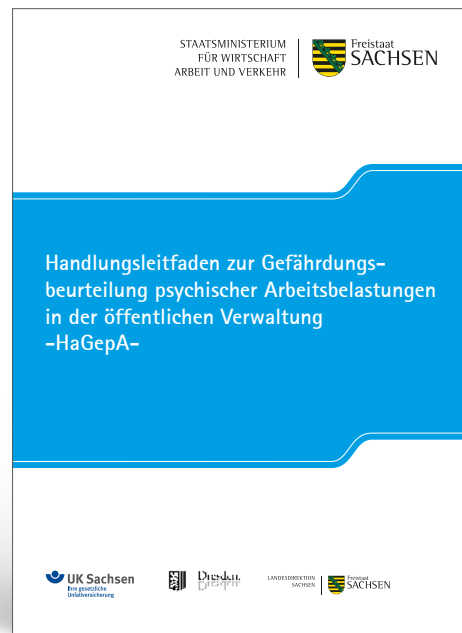 STAATSMINISTERIUM
FÜR WIRTSCHAFT
ARBEIT UND VERKEHR
Freistaat
SACHSEN
Handlungsleitfaden zur Gefährdungs-
beurteilung psychischer Arbeitsbelastungen
in der öffentlichen Verwaltung
-HaGepA-
UK Sachsen
Ihre gesetzliche
Unfallversicherung
Dresden.
LANDESDIREKTION
SACHSEN
Freistaat
SACHSEN